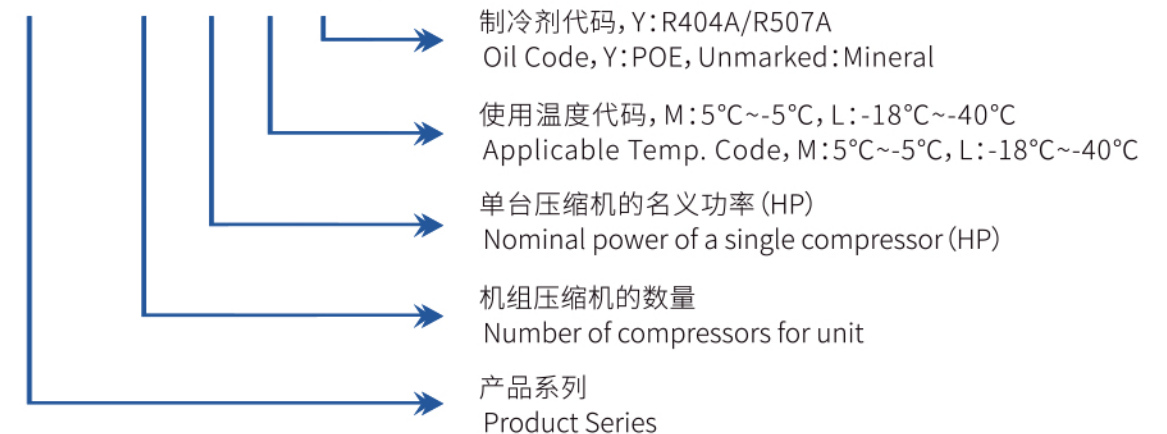 制冷剂代码，Y：R404A/R507A
Oil Code，Y：POE，Unmarked：Mineral
使用温度代码，M：5℃~-5℃，L：-18℃~-40℃
Applicable Temp. Code，M：5℃~-5℃，L：-18℃~-40℃
单台压缩机的名义功率（HP）
Nominal power of a single compressor（HP）
机组压缩机的数量
Number of compressors for unit
产品系列
Product Series